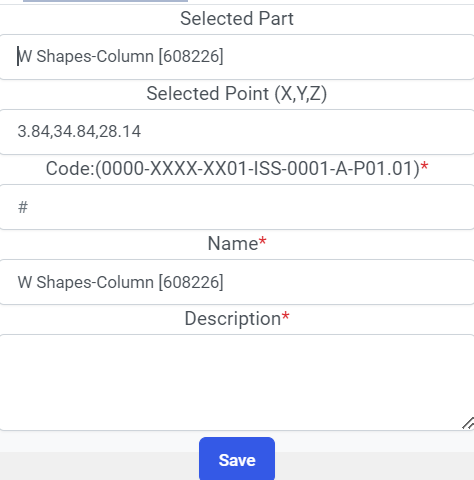 Selected Part
W Shapes-Column [608226]
Selected Point (X,Y,Z)
3.84,34.84,28.14
Code:(0000-XXXX-XX01-ISS-0001-A-P01.01)*
#
Name*
W Shapes-Column [608226]
Description*
Save